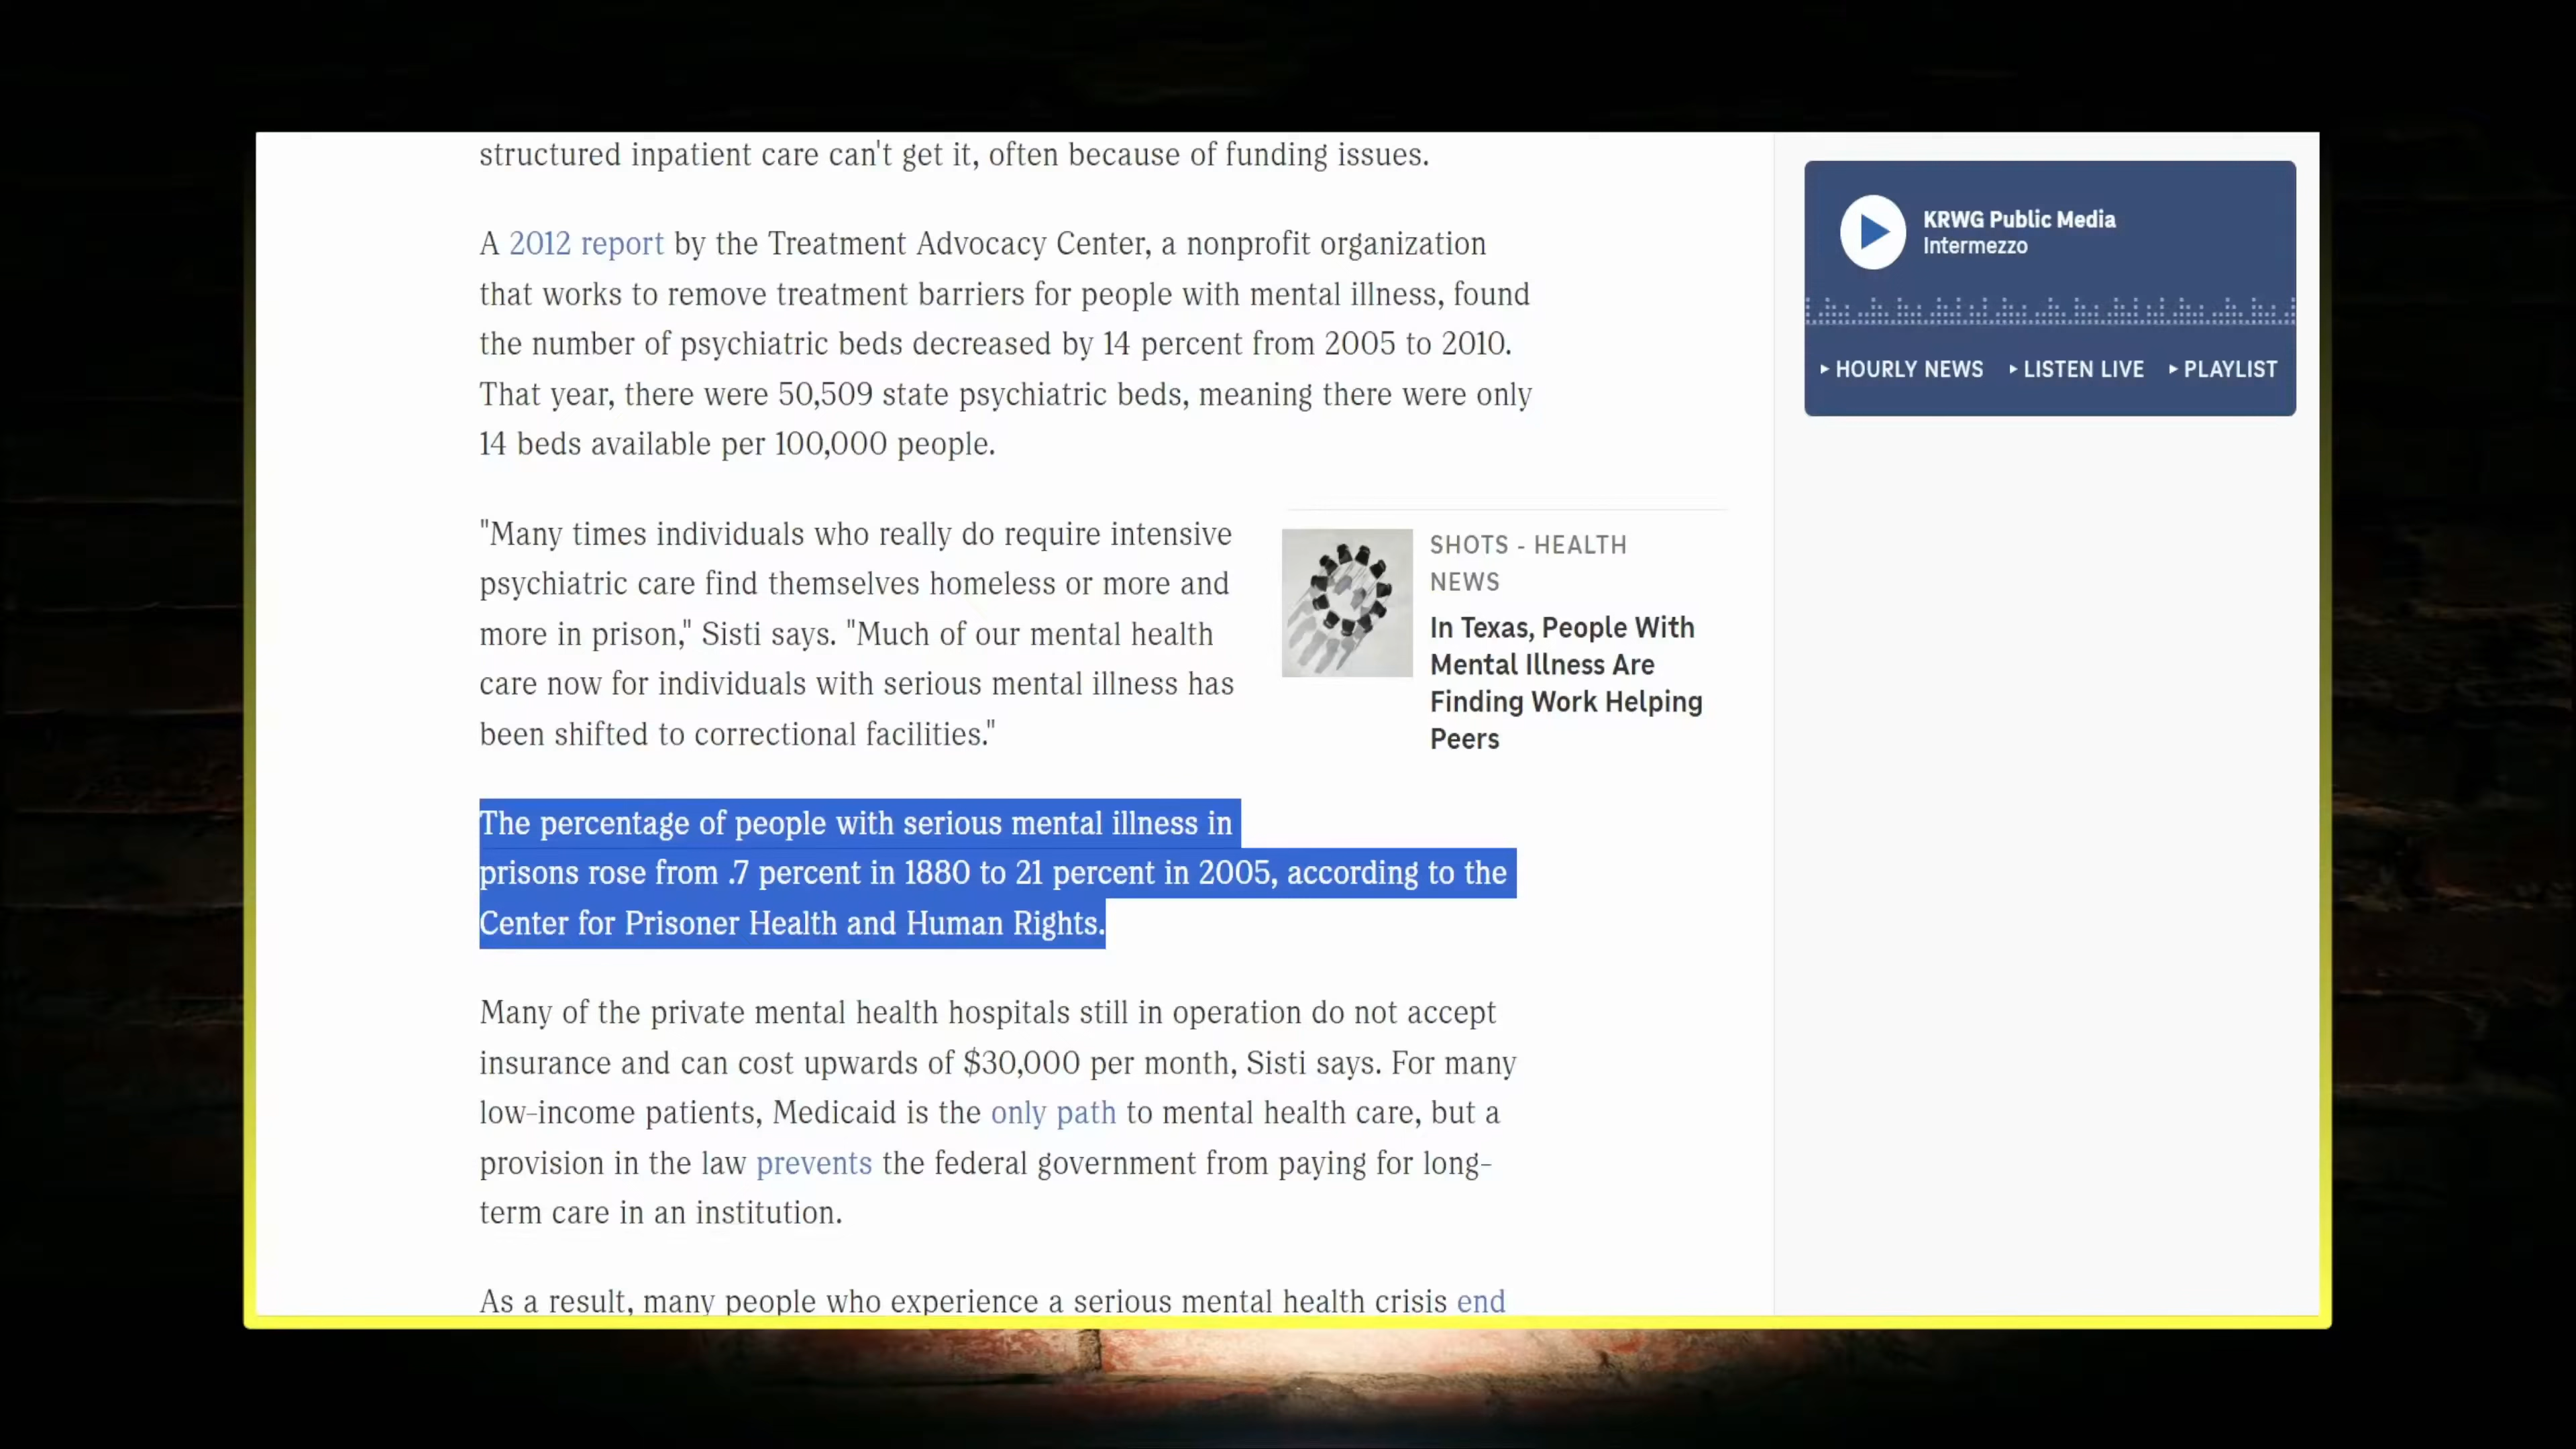 structured inpatient care can't get it, often because of funding issues.
A 2012 report by the Treatment Advocacy Center, a nonprofit organization
that works to remove treatment barriers for people with mental illness, found
the number of psychiatric beds decreased by 14 percent from 2005 to 2010.
That year, there were 50,509 state psychiatric beds, meaning there were only
14 beds available per 100,000 people.
"Many times individuals who really do require intensive
psychiatric care find themselves homeless or more and
more in prison," Sisti says. "Much of our mental health
care now for individuals with serious mental illness has
been shifted to correctional facilities."
SHOTS - HEALTH
NEWS
In Texas, People With
Mental Illness Are
Finding Work Helping
Peers
The percentage of people with serious mental illness in
prisons rose from .7 percent in 1880 to 21 percent in 2005, according to the
Center for Prisoner Health and Human Rights.
Many of the private mental health hospitals still in operation do not accept
insurance and can cost upwards of $30,000 per month, Sisti says. For many
low-income patients, Medicaid is the only path to mental health care, but a
provision in the law prevents the federal government from paying for long-
term care in an institution.
As a result, many people who experience a serious mental health crisis end
KRWG Public Media
Intermezzo
HOURLY NEWS LISTEN LIVE PLAYLIST